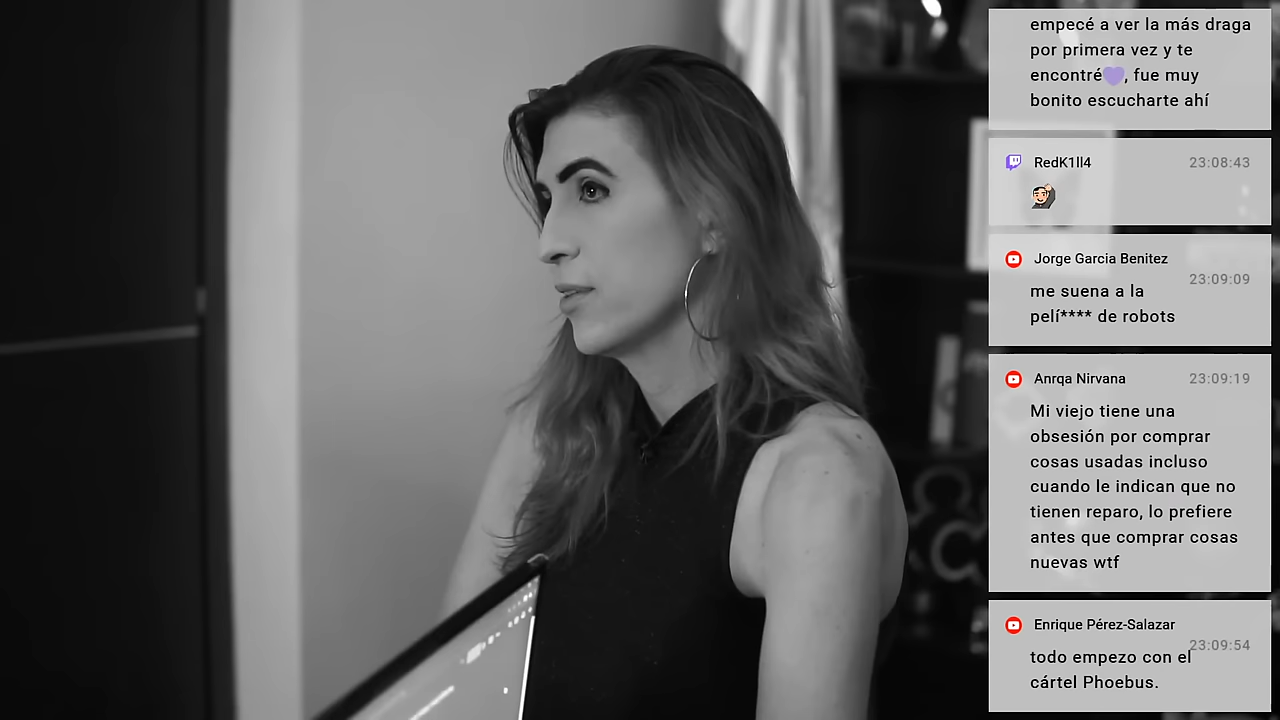 empecé a ver la más draga
por primera vez y te
encontré💜, fue muy
bonito escucharte ahí
RedK1ll4 23:08:43
Jorge Garcia Benitez
23:09:09
me suena a la
pelí**** de robots
Anrqa Nirvana 23:09:19
Mi viejo tiene una
obsesión por comprar
cosas usadas incluso
cuando le indican que no
tienen reparo, lo prefiere
antes que comprar cosas
nuevas wtf
Enrique Pérez-Salazar
23:09:54
todo empezo con el
cártel Phoebus.